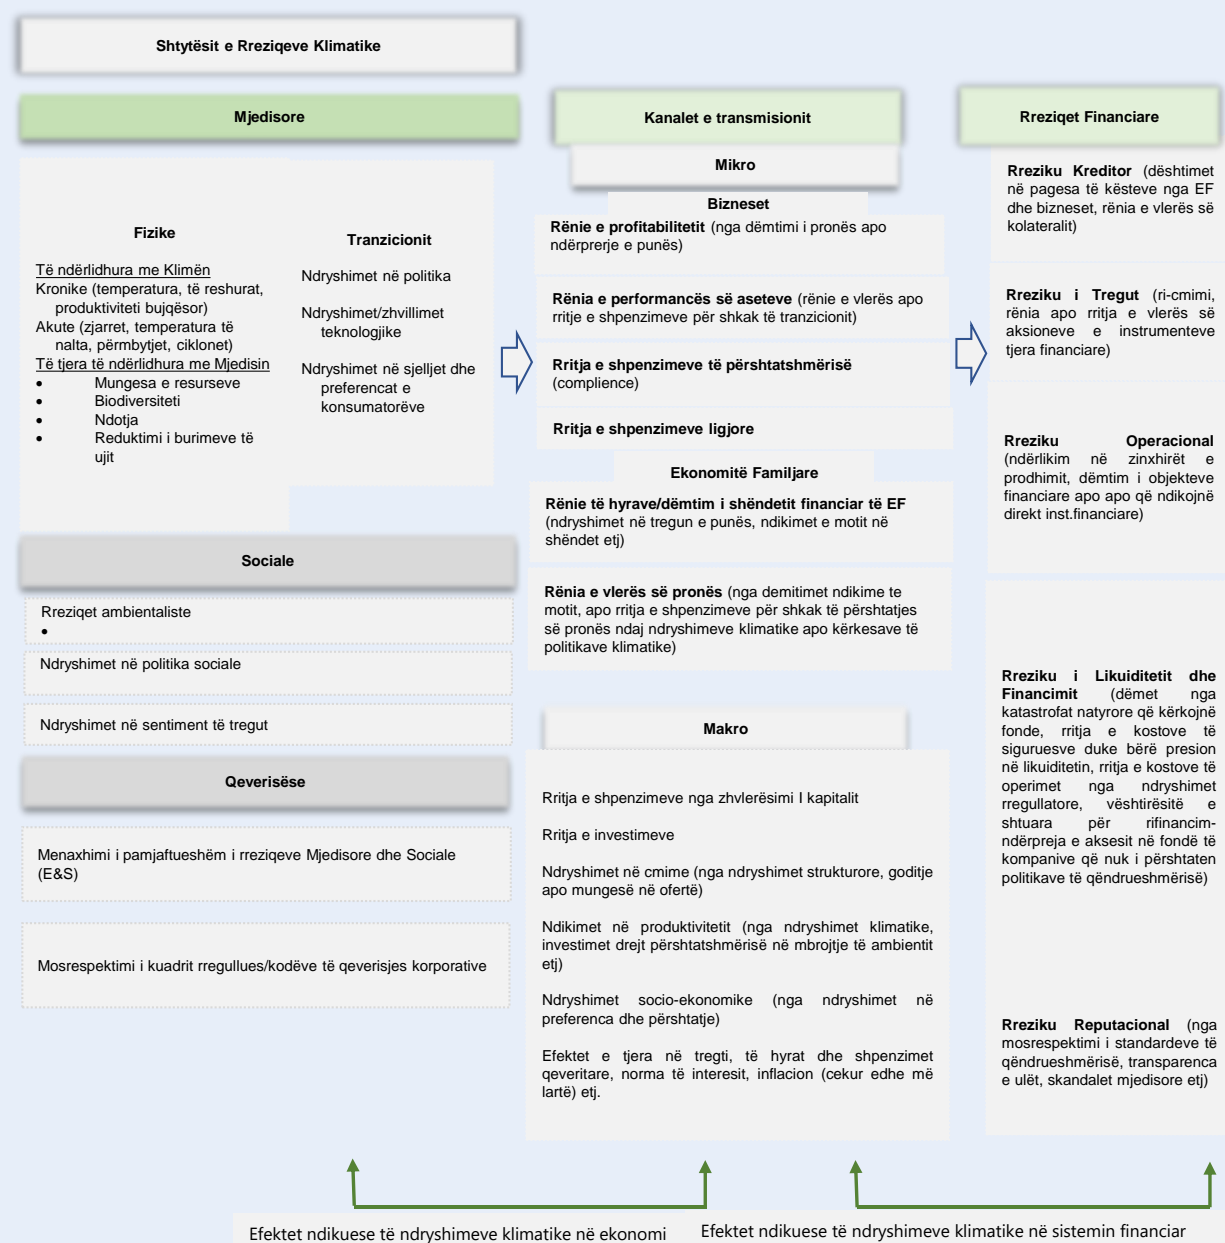 Shtytësit e Rreziqeve Klimatike
Mjedisore
Fizike
Të ndërlidhura me Klimën
Kronike (temperatura, të reshurat,
produktiviteti bujqësor)
Akute (zjarret, temperatura të
nalta, përmbytjet, ciklonet)
Të tjera të ndërlidhura me Mjedisin
• Mungesa e resurseve
• Biodiversiteti
• Ndotja
• Reduktimi i burimeve të
ujit
Tranzicionit
Ndryshimet në politika
Ndryshimet/zhvillimet
teknologjike
Ndryshimet në sjelljet dhe
preferencat e
konsumatorëve
Sociale
Rreziqet ambientaliste
•
Ndryshimet në politika sociale
Ndryshimet në sentiment të tregut
Qeverisëse
Menaxhimi i pamjaftueshëm i rreziqeve Mjedisore dhe Sociale
(E&S)
Mosrespektimi i kuadrit rregullues/kodëve të qeverisjes korporative
Kanalet e transmisionit
Mikro
Bizneset
Rënie e profitabilitetit (nga dëmtimi i pronës apo
ndërprerje e punës)
Rënia e performancës së aseteve (rënie e vlerës apo
rritje e shpenzimeve për shkak të tranzicionit)
Rritja e shpenzimeve të përshtatshmërisë
(complience)
Rritja e shpenzimeve ligjore
Ekonomitë Familjare
Rënie të hyrave/dëmtim i shëndetit financiar të EF
(ndryshimet në tregun e punës, ndikimet e motit në
shëndet etj)
Rënia e vlerës së pronës (nga demitimet ndikime te
motit, apo rritja e shpenzimeve për shkak të përshtatjes
së pronës ndaj ndryshimeve klimatike apo kërkesave të
politikave klimatike)
Makro
Rritja e shpenzimeve nga zhvlerësimi I kapitalit
Rritja e investimeve
Ndryshimet në cmime (nga ndryshimet strukturore, goditje
apo mungesë në ofertë)
Ndikimet në produktivitetit (nga ndryshimet klimatike,
investimet drejt përshtatshmërisë në mbrojtje të ambientit
etj)
Ndryshimet socio-ekonomike (nga ndryshimet në
preferenca dhe përshtatje)
Efektet e tjera në tregti, të hyrat dhe shpenzimet
qeveritare, norma të interesit, inflacion (cekur edhe më
lartë) etj.
Rreziqet Financiare
Rreziku Kreditor (dështimet
në pagesa të kësteve nga EF
dhe bizneset, rënia e vlerës së
kolateralit)
Rreziku i Tregut (ri-cmimi,
rënia apo rritja e vlerës së
aksioneve e instrumenteve
tjera financiare)
Rreziku Operacional
(ndërlikim në zinxhirët e
prodhimit, dëmtim i objekteve
financiare apo apo që ndikojnë
direkt inst.financiare)
Rreziku i Likuiditetit dhe
Financimit (dëmet nga
katastrofat natyrore që kërkojnë
fonde, rritja e kostove të
siguruesve duke bërë presion
në likuiditetin, rritja e kostove të
operimet nga ndryshimet
rregullatore, vështirësitë e
shtuara për rifinancim-
ndërpreja e aksesit në fondë të
kompanive që nuk i përshtaten
politikave të qëndrueshmërisë)
Rreziku Reputacional (nga
mosrespektimi i standardeve të
qëndrueshmërisë, transparenca
e ulët, skandalet mjedisore etj)
Efektet ndikuese të ndryshimeve klimatike në ekonomi
Efektet ndikuese të ndryshimeve klimatike në sistemin financiar